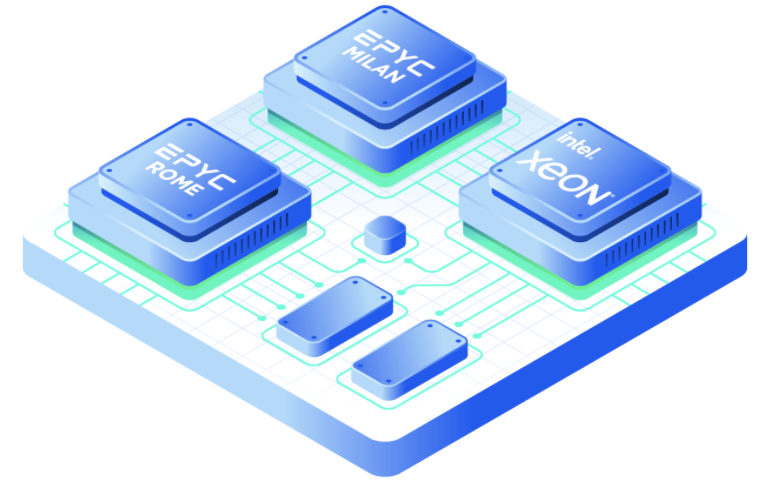 EPYC
MILAN
EPYC
ROME
intel.
XEON®